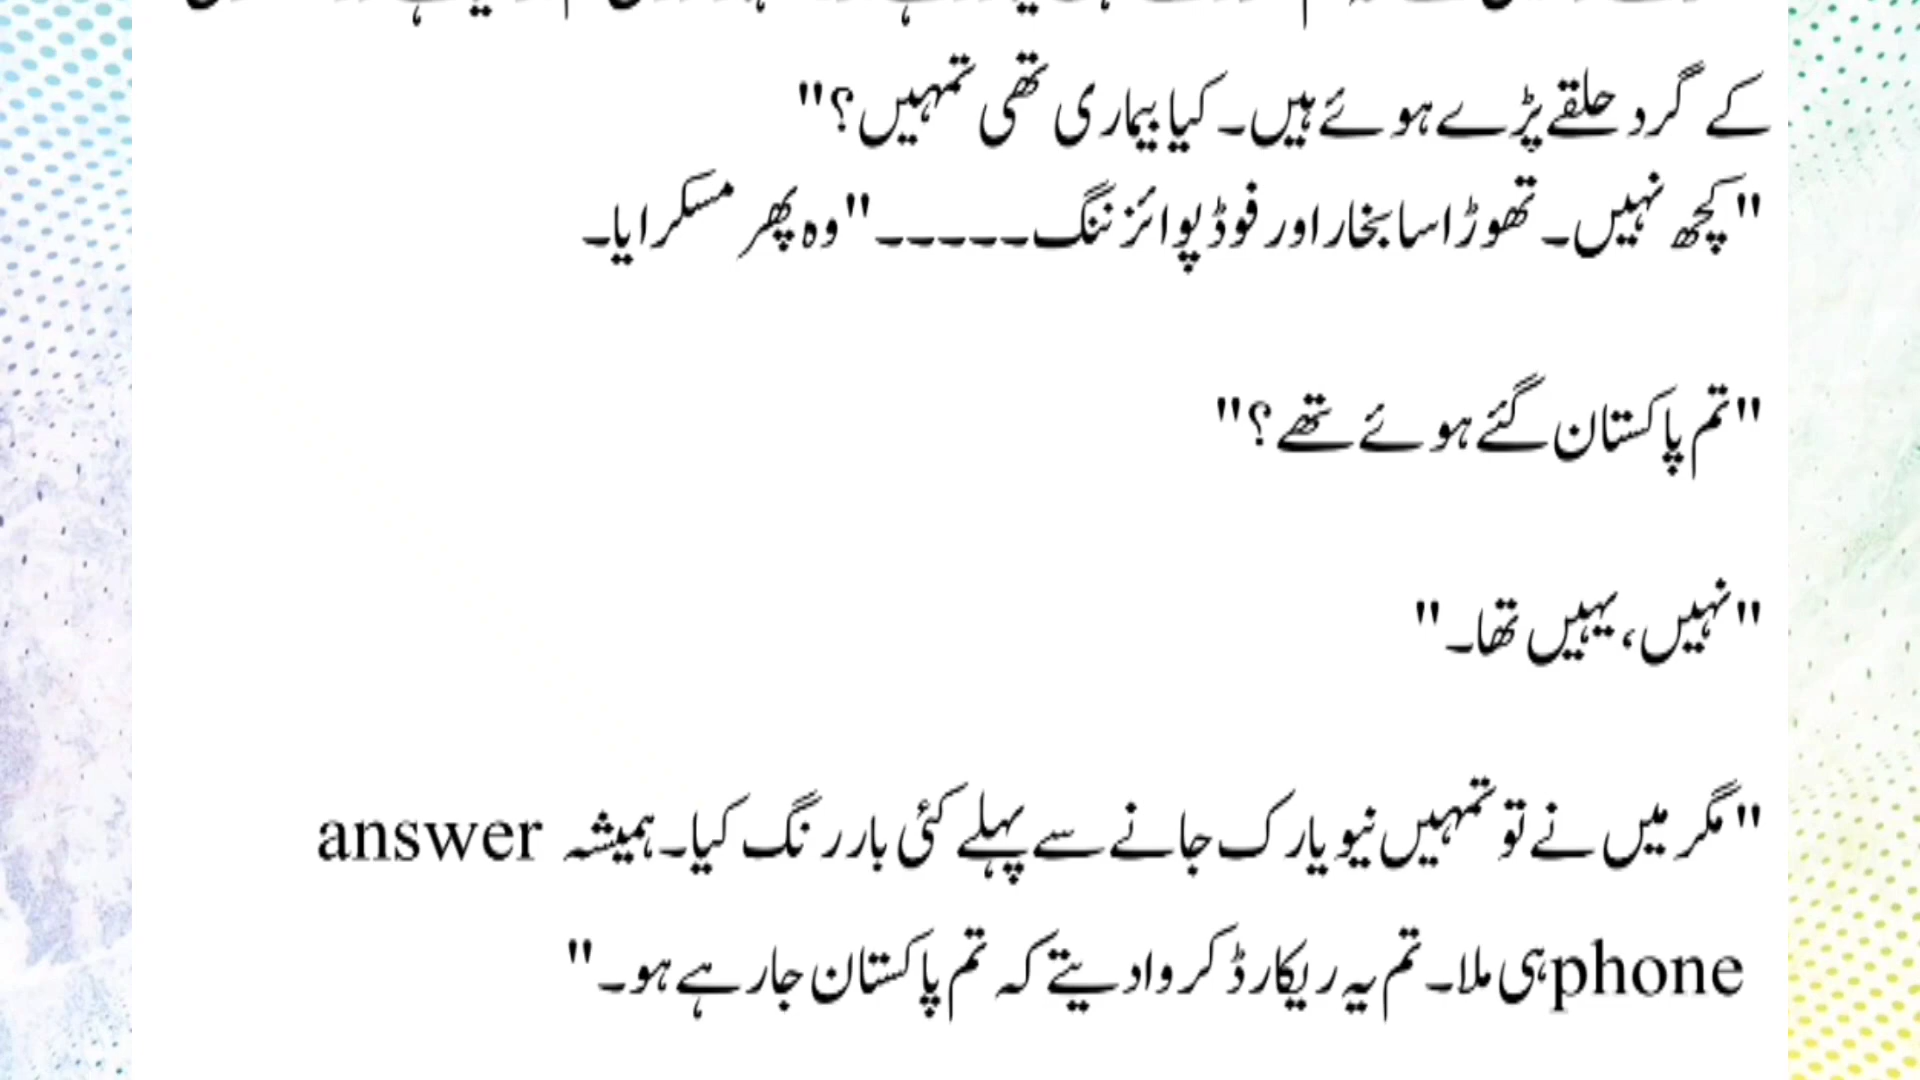 کے گرد حلقے پڑے ہوئے ہیں۔ کیا بیماری تھی تمہیں؟"
"کچھ نہیں۔ تھوڑا سا بخار اور فوڈ پوائزننگ۔۔۔۔۔" وہ پھر مسکرایا۔
"تم پاکستان گئے ہوئے تھے؟"
"نہیں، یہیں تھا۔"
"مگر میں نے تو تمہیں نیو یارک جانے سے پہلے کئی بار رنگ کیا۔ ہمیشہ answer
phone ہی ملا۔ تم یہ ریکارڈ کروا دیتے کہ تم پاکستان جا رہے ہو۔"